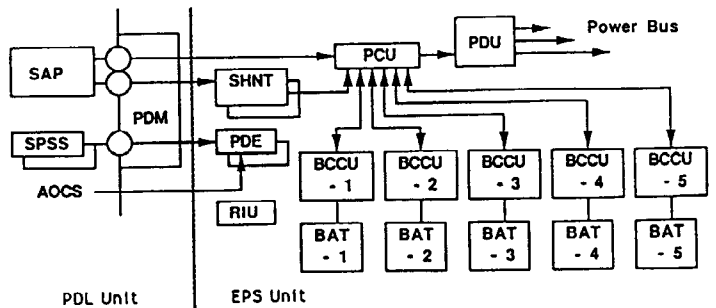 Power Bus
PCU
PDU
SAP
SHNT
PDM
SPSS
PDE
AOCS
RIU
BCCU
- 1
BCCU
- 2
BCCU
- 3
BCCU
- 4
BCCU
- 5
BAT
- 1
BAT
- 2
BAT
- 3
BAT
- 4
BAT
- 5
PDL Unit
EPS Unit